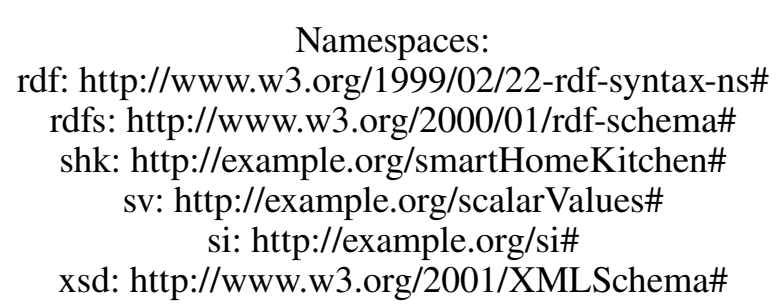 Namespaces:
rdf: http://www.w3.org/1999/02/22-rdf-syntax-ns#
rdfs: http://www.w3.org/2000/01/rdf-schema#
shk: http://example.org/smartHomeKitchen#
sv: http://example.org/scalarValues#
si: http://example.org/si#
xsd: http://www.w3.org/2001/XMLSchema#